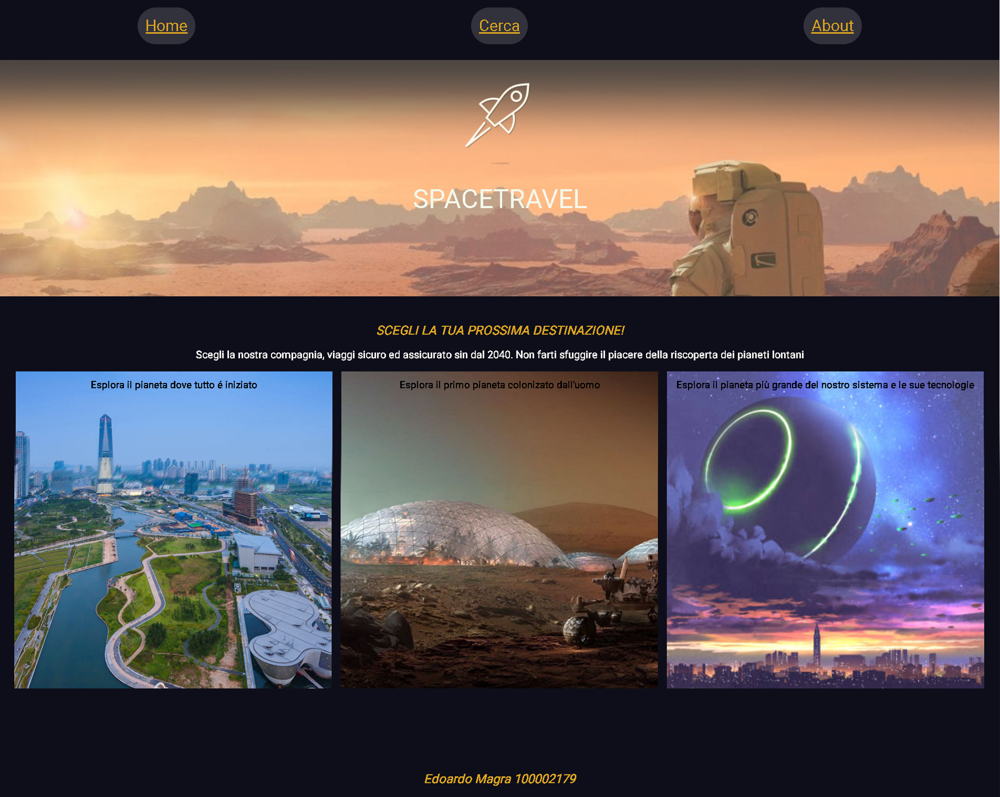 Home
Cerca
About
SPACETRAVEL
SCEGLI LA TUA PROSSIMA DESTINAZIONE!
Scegli la nostra compagnia, viaggi sicuro ed assicurato sin dal 2040. Non farti sfuggire il piacere della riscoperta dei pianeti lontani
Esplora il pianeta dove tutto é iniziato
Esplora il primo pianeta colonizato dall'uomo
Esplora il pianeta più grande del nostro sistema e le sue tecnologie
Edoardo Magra 100002179